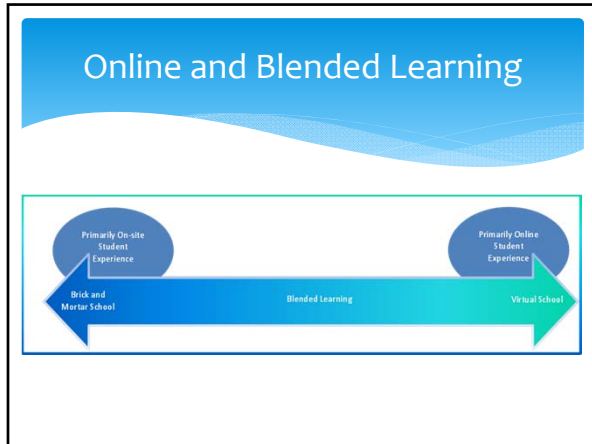 Online and Blended Learning
Primarily On-site
Student
Experience
Primarily Online
Student
Experience
Brick and
Mortar School
Blended Learning
Virtual School